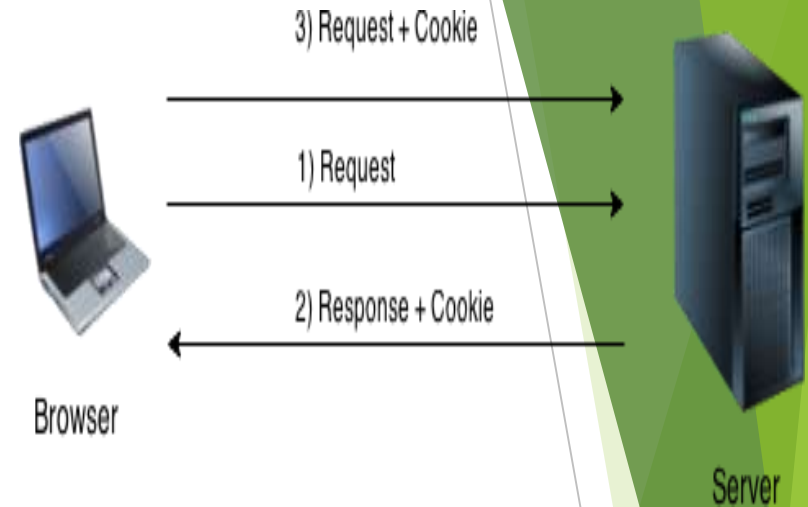 3) Request + Cookie
1) Request
2) Response + Cookie
Browser
Server